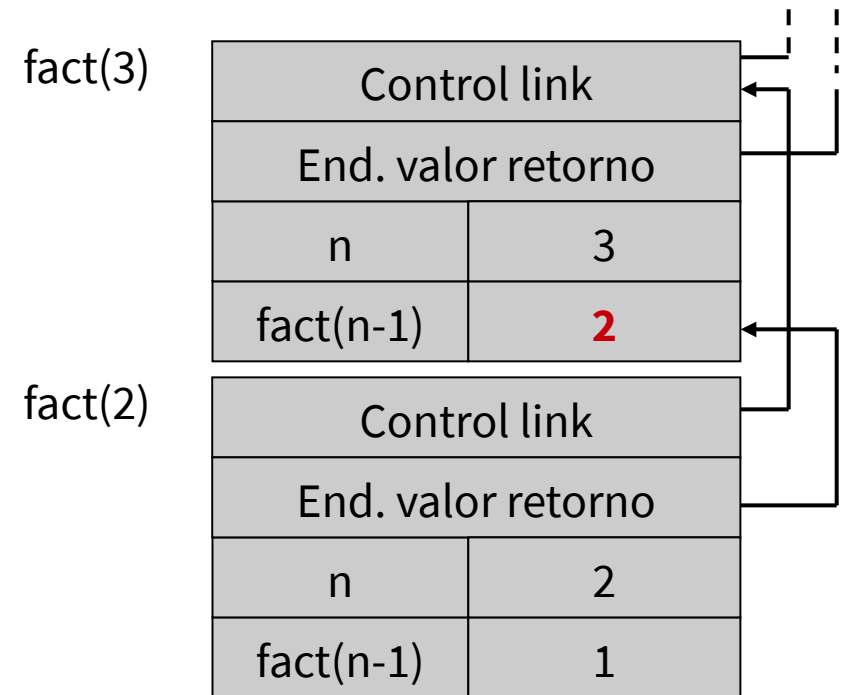 fact(3)
Control link
End. valor retorno
n 3
fact(n-1) 2
fact(2)
Control link
End. valor retorno
n 2
fact(n-1) 1